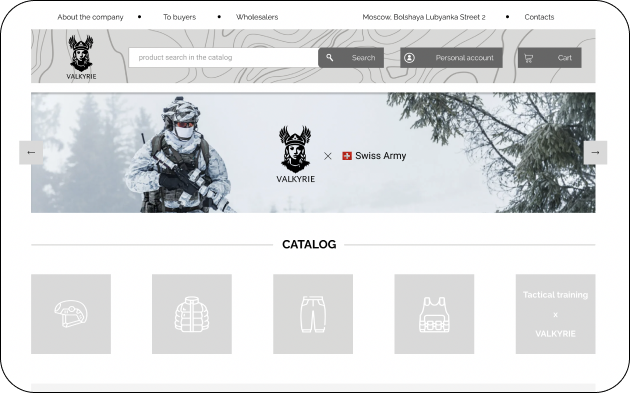 About the company • To buyers • Wholesalers Moscow, Bolshaya Lubyanka Street 2 • Contacts
VALKYRIE
product search in the catalog Search Personal account Cart
← VALKYRIE × Swiss Army →
CATALOG
Tactical training
x
VALKYRIE